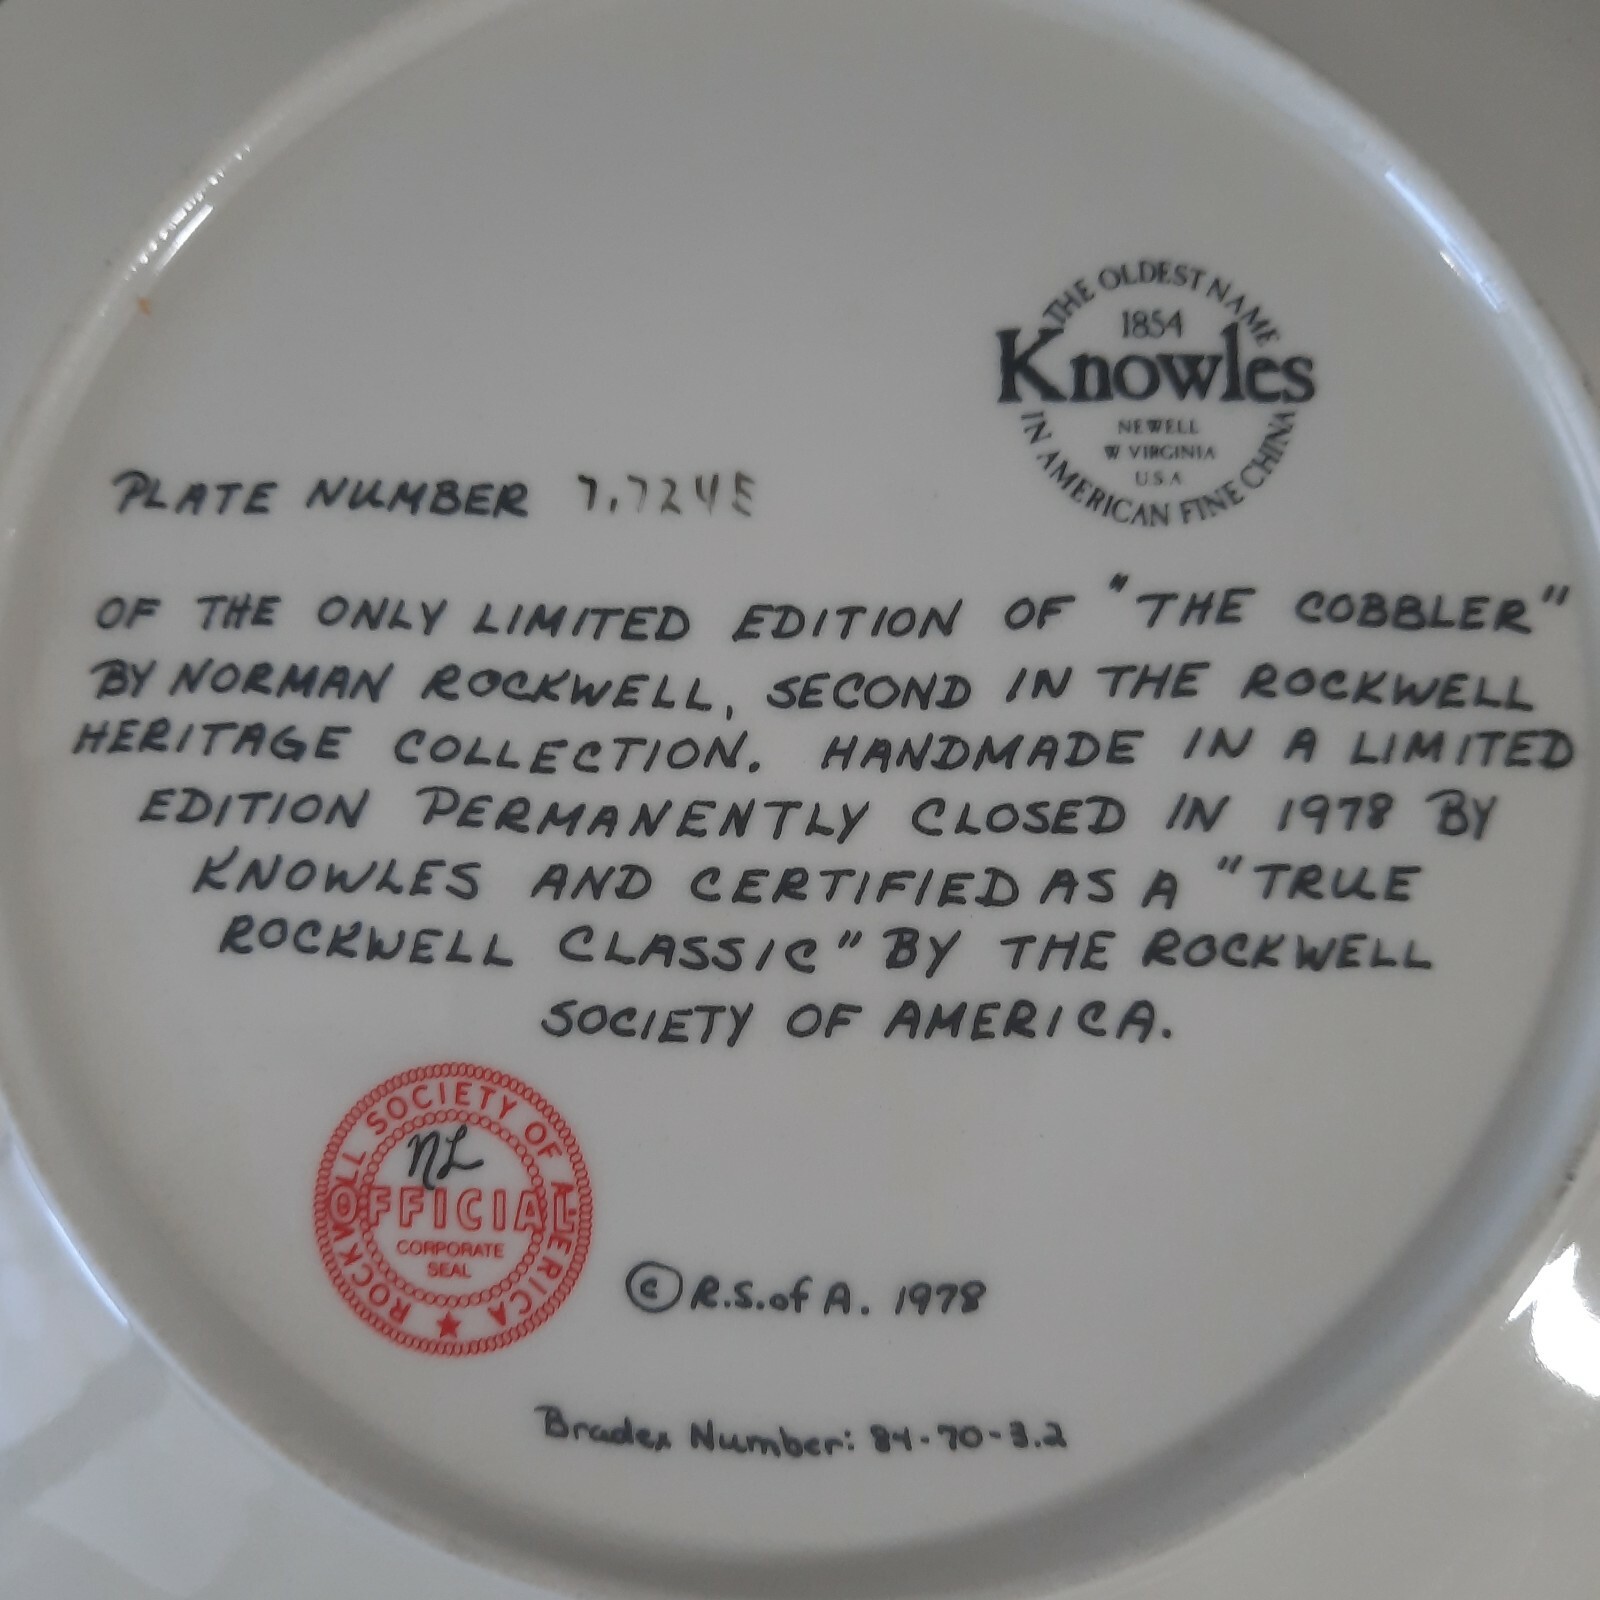 THE OLDEST NAME
1854
Knowles
NEWELL
W VIRGINIA
U.S.A
IN AMERICAN FINE CHINA
PLATE NUMBER 7,724E
OF THE ONLY LIMITED EDITION OF "THE COBBLER"
BY NORMAN ROCKWELL, SECOND IN THE ROCKWELL
HERITAGE COLLECTION. HANDMADE IN A LIMITED
EDITION PERMANENTLY CLOSED IN 1978 BY
KNOWLES AND CERTIFIED AS A "TRUE
ROCKWELL CLASSIC" BY THE ROCKWELL
SOCIETY OF AMERICA.
ROCKWELL SOCIETY OF AMERICA
NL
OFFICIAL
CORPORATE
SEAL
© R.S.of A. 1978
Bradex Number: 84-70-3.2